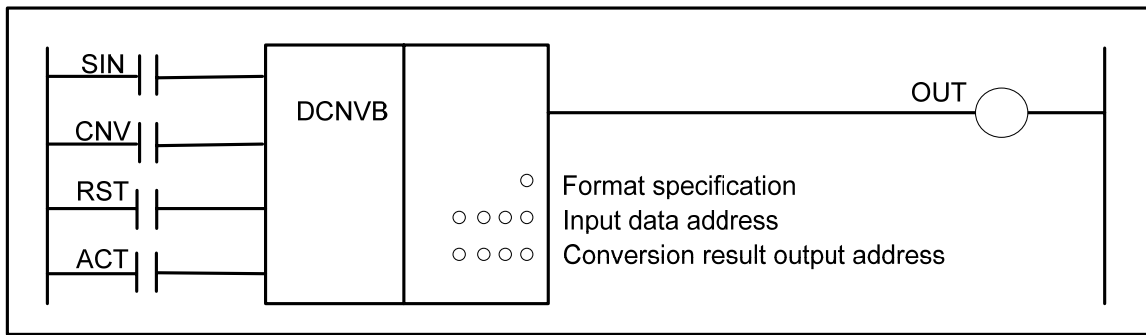 SIN
CNV
RST
ACT
DCNVB
OUT
Format specification
Input data address
Conversion result output address